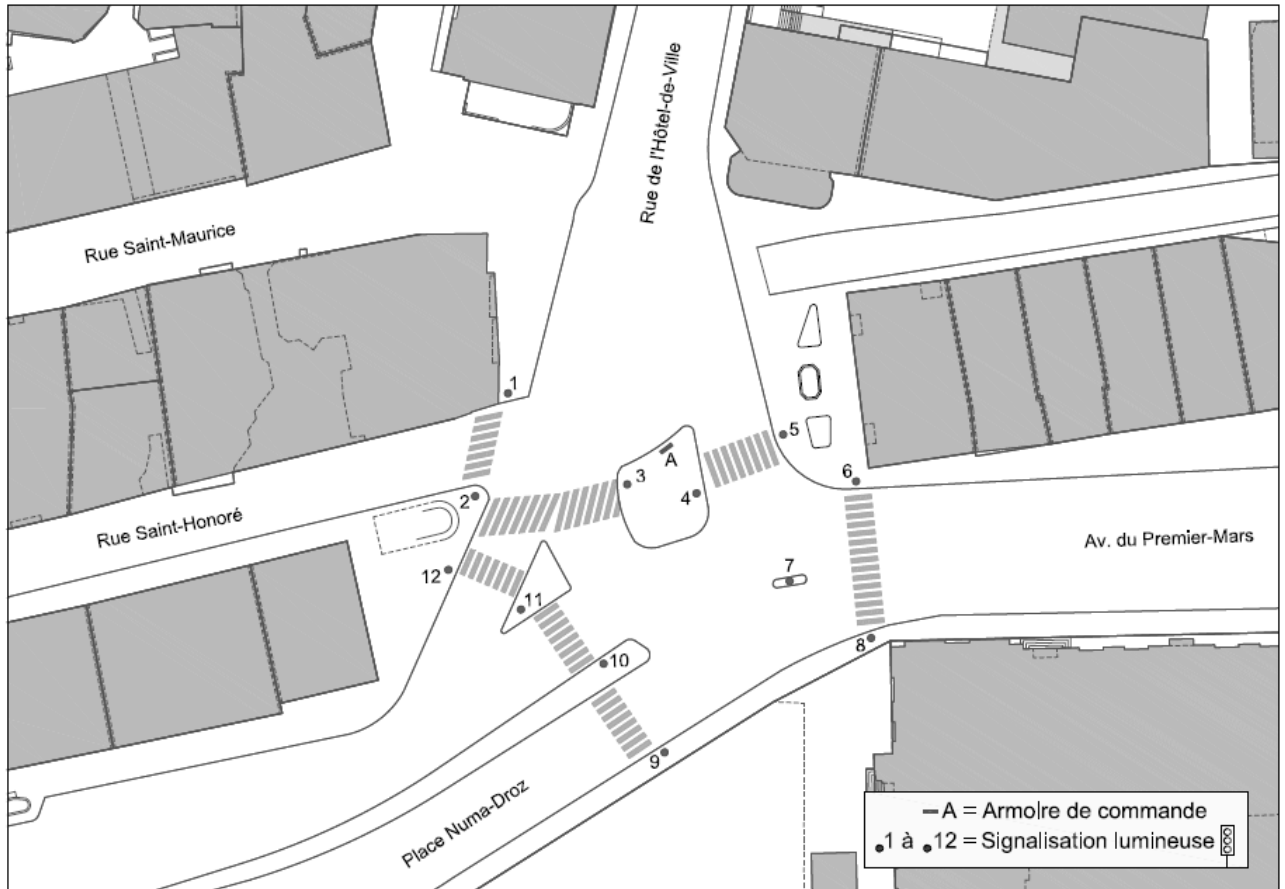 Rue de l'Hôtel-de-Ville
Rue Saint-Maurice
1
5
A
6
3
4
2
Rue Saint-Honoré
Av. du Premier-Mars
7
12
11
8
10
9
Place Numa-Droz
A = Armoire de commande
1 à 12 = Signalisation lumineuse